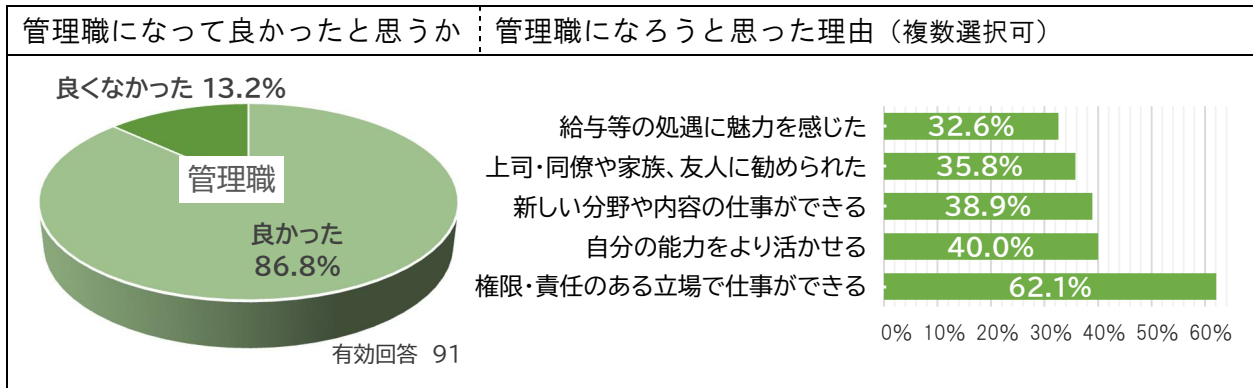 管理職になって良かったと思うか
管理職になろうと思った理由（複数選択可）
良くなかった 13.2%
管理職
良かった
86.8%
有効回答 91
給与等の処遇に魅力を感じた 32.6%
上司・同僚や家族、友人に勧められた 35.8%
新しい分野や内容の仕事ができる 38.9%
自分の能力をより活かせる 40.0%
権限・責任のある立場で仕事ができる 62.1%
0% 10% 20% 30% 40% 50% 60%